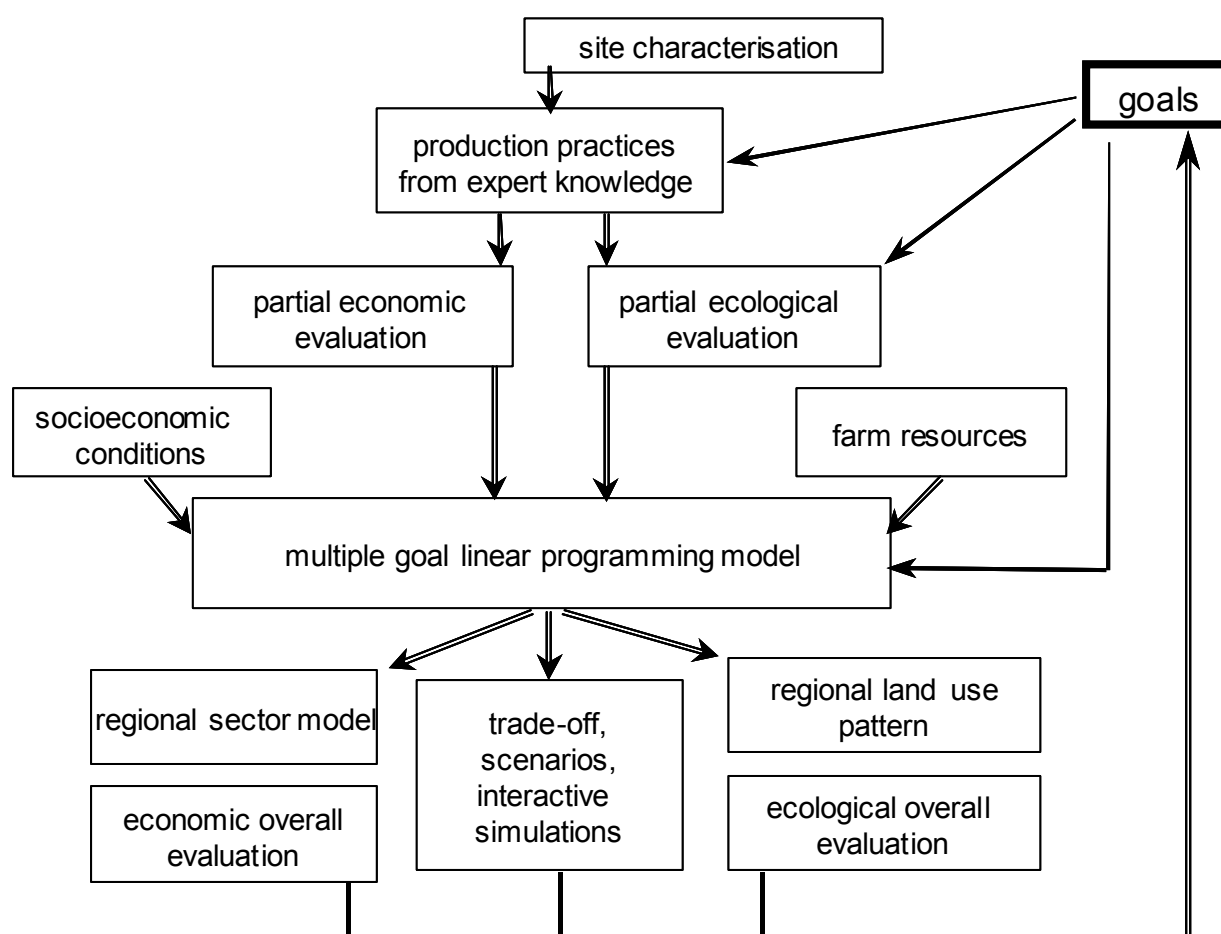 site characterisation
goals
production practices
from expert knowledge
partial economic
evaluation
partial ecological
evaluation
socioeconomic
conditions
farm resources
multiple goal linear programming model
regional sector model
trade-off,
scenarios,
interactive
simulations
regional land use
pattern
economic overall
evaluation
ecological overall
evaluation